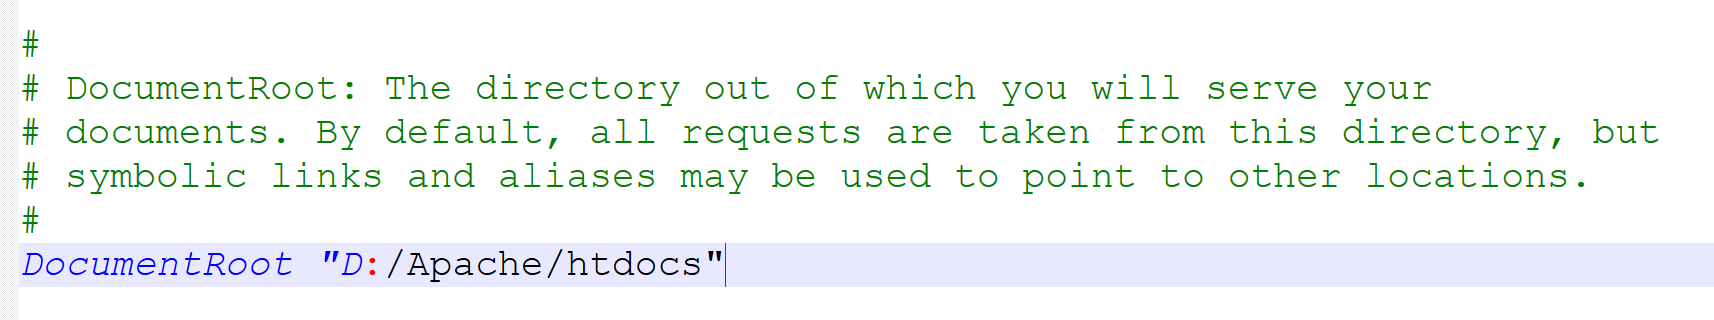 #
# DocumentRoot: The directory out of which you will serve your
# documents. By default, all requests are taken from this directory, but
# symbolic links and aliases may be used to point to other locations.
#
DocumentRoot "D:/Apache/htdocs"